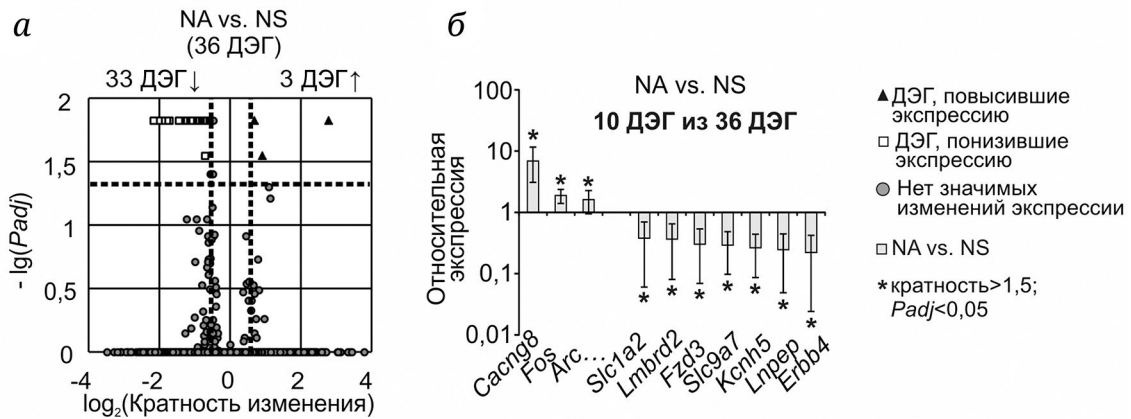 а
NA vs. NS
(36 ДЭГ)
33 ДЭГ↓
3 ДЭГ↑
2
1,5
1
0,5
0
-4
-2
0
2
4
- lg(Padj)
log₂(Кратность изменения)
б
NA vs. NS
10 ДЭГ из 36 ДЭГ
100
10
1
0,1
0,01
Относительная
экспрессия
*
*
*
*
*
*
*
*
*
*
Cacng8
Fos
Arc
...
Slc1a2
Lmbrd2
Fzd3
Slc9a7
Kcnh5
Lnpep
Erbb4
▲ДЭГ, повысившие
экспрессию
□ ДЭГ, понизившие
экспрессию
Нет значимых
изменений экспрессии
□ NA vs. NS
* кратность>1,5;
Padj<0,05